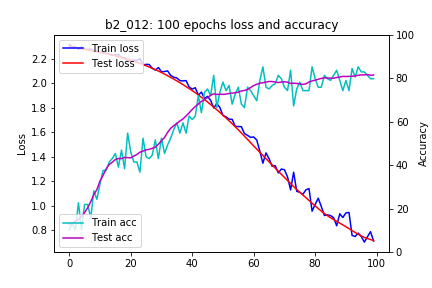 b2_012: 100 epochs loss and accuracy
Train loss
Test loss
Train acc
Test acc
Loss
2.2
2.0
1.8
1.6
1.4
1.2
1.0
0.8
Accuracy
100
80
60
40
20
0
0
20
40
60
80
100